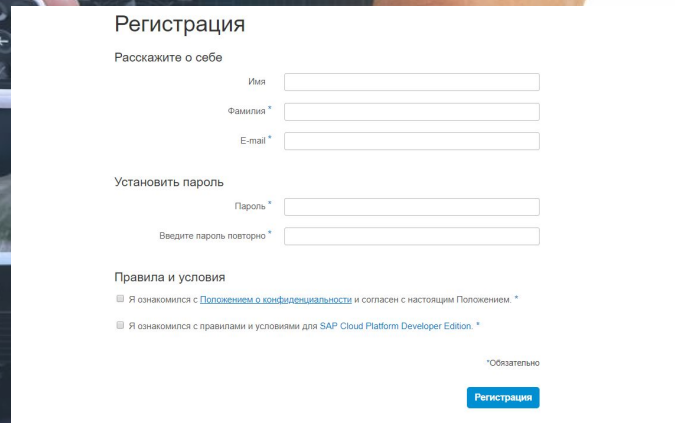 Регистрация
Расскажите о себе
Имя
Фамилия *
E-mail *
Установить пароль
Пароль *
Введите пароль повторно *
Правила и условия
Я ознакомился с Положением о конфиденциальности и согласен с настоящим Положением. *
Я ознакомился с правилами и условиями для SAP Cloud Platform Developer Edition. *
*Обязательно
Регистрация